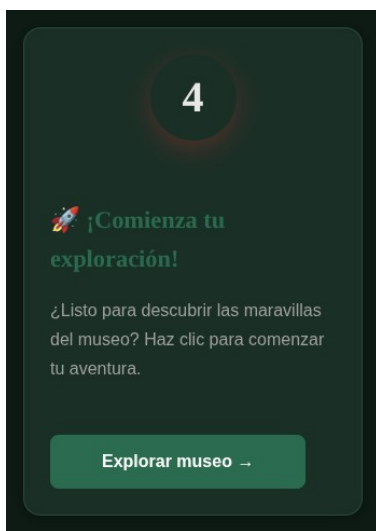 4
🚀 ¡Comienza tu
exploración!
¿Listo para descubrir las maravillas
del museo? Haz clic para comenzar
tu aventura.
Explorar museo →